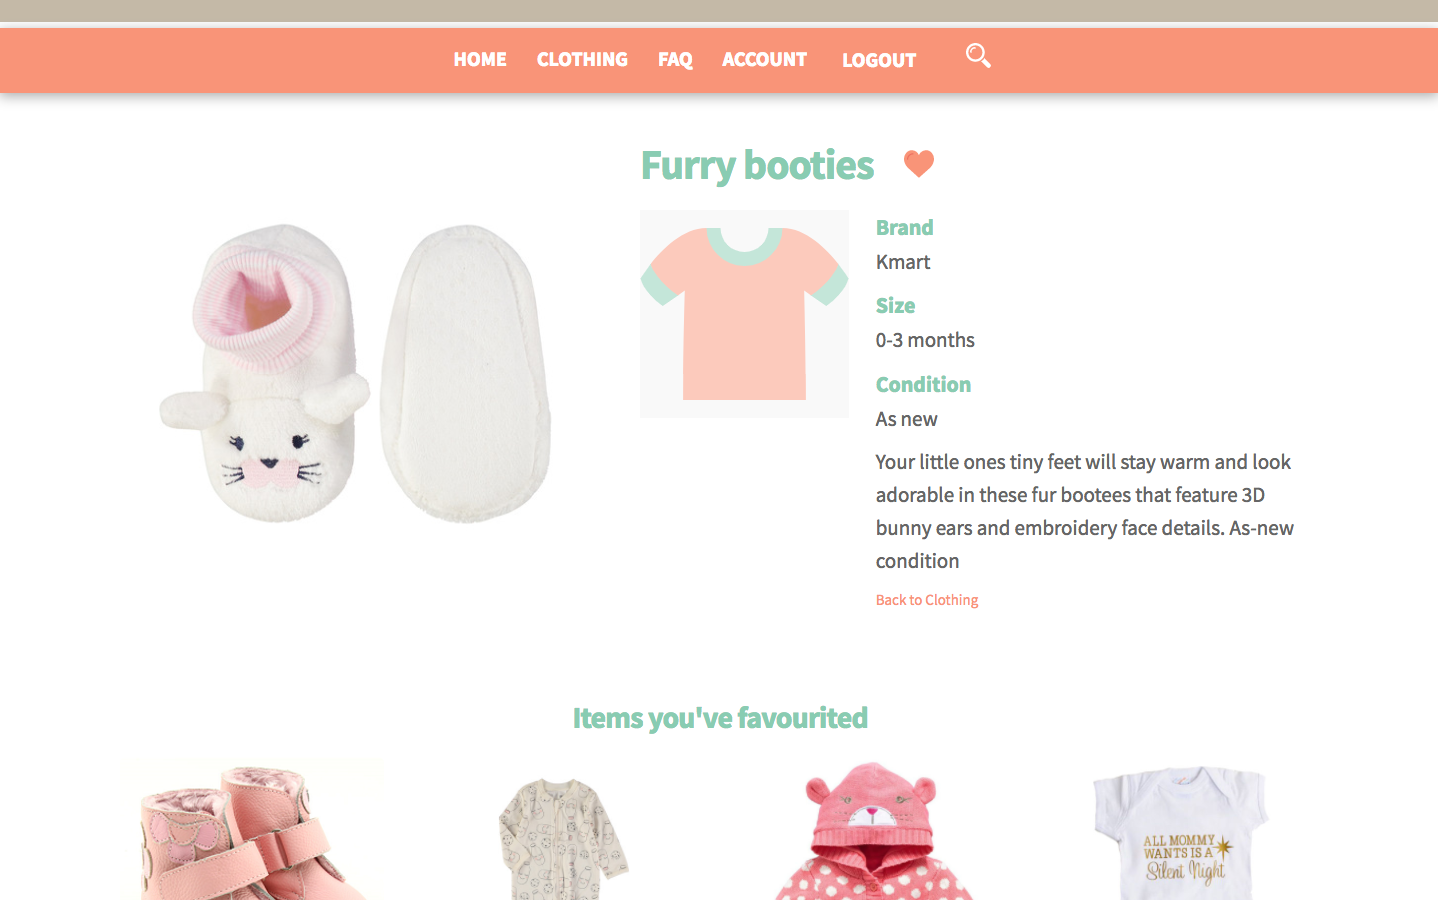 HOME CLOTHING FAQ ACCOUNT LOGOUT
Furry booties
Brand
Kmart
Size
0-3 months
Condition
As new
Your little ones tiny feet will stay warm and look
adorable in these fur bootees that feature 3D
bunny ears and embroidery face details. As-new
condition
Back to Clothing
Items you've favourited
ALL MOMMY
WANTS IS A
Silent Night